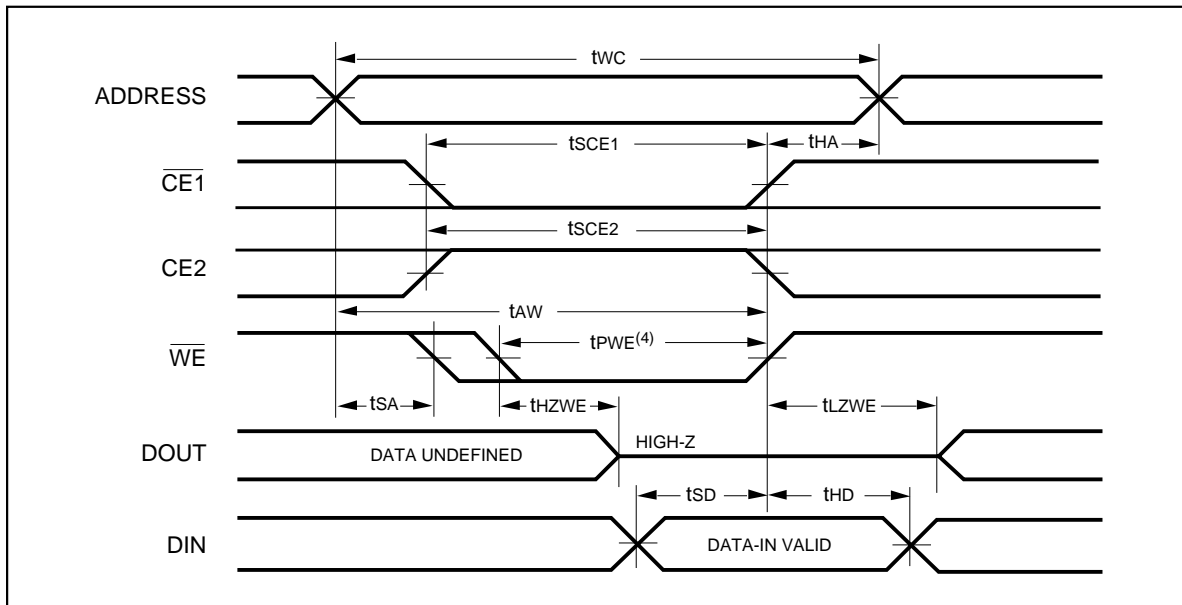 tWC
ADDRESS
tSCE1
tHA
CE1
tSCE2
CE2
tAW
WE
tPWE(4)
tSA
tHZWE
tLZWE
DOUT
DATA UNDEFINED
HIGH-Z
tSD
tHD
DIN
DATA-IN VALID